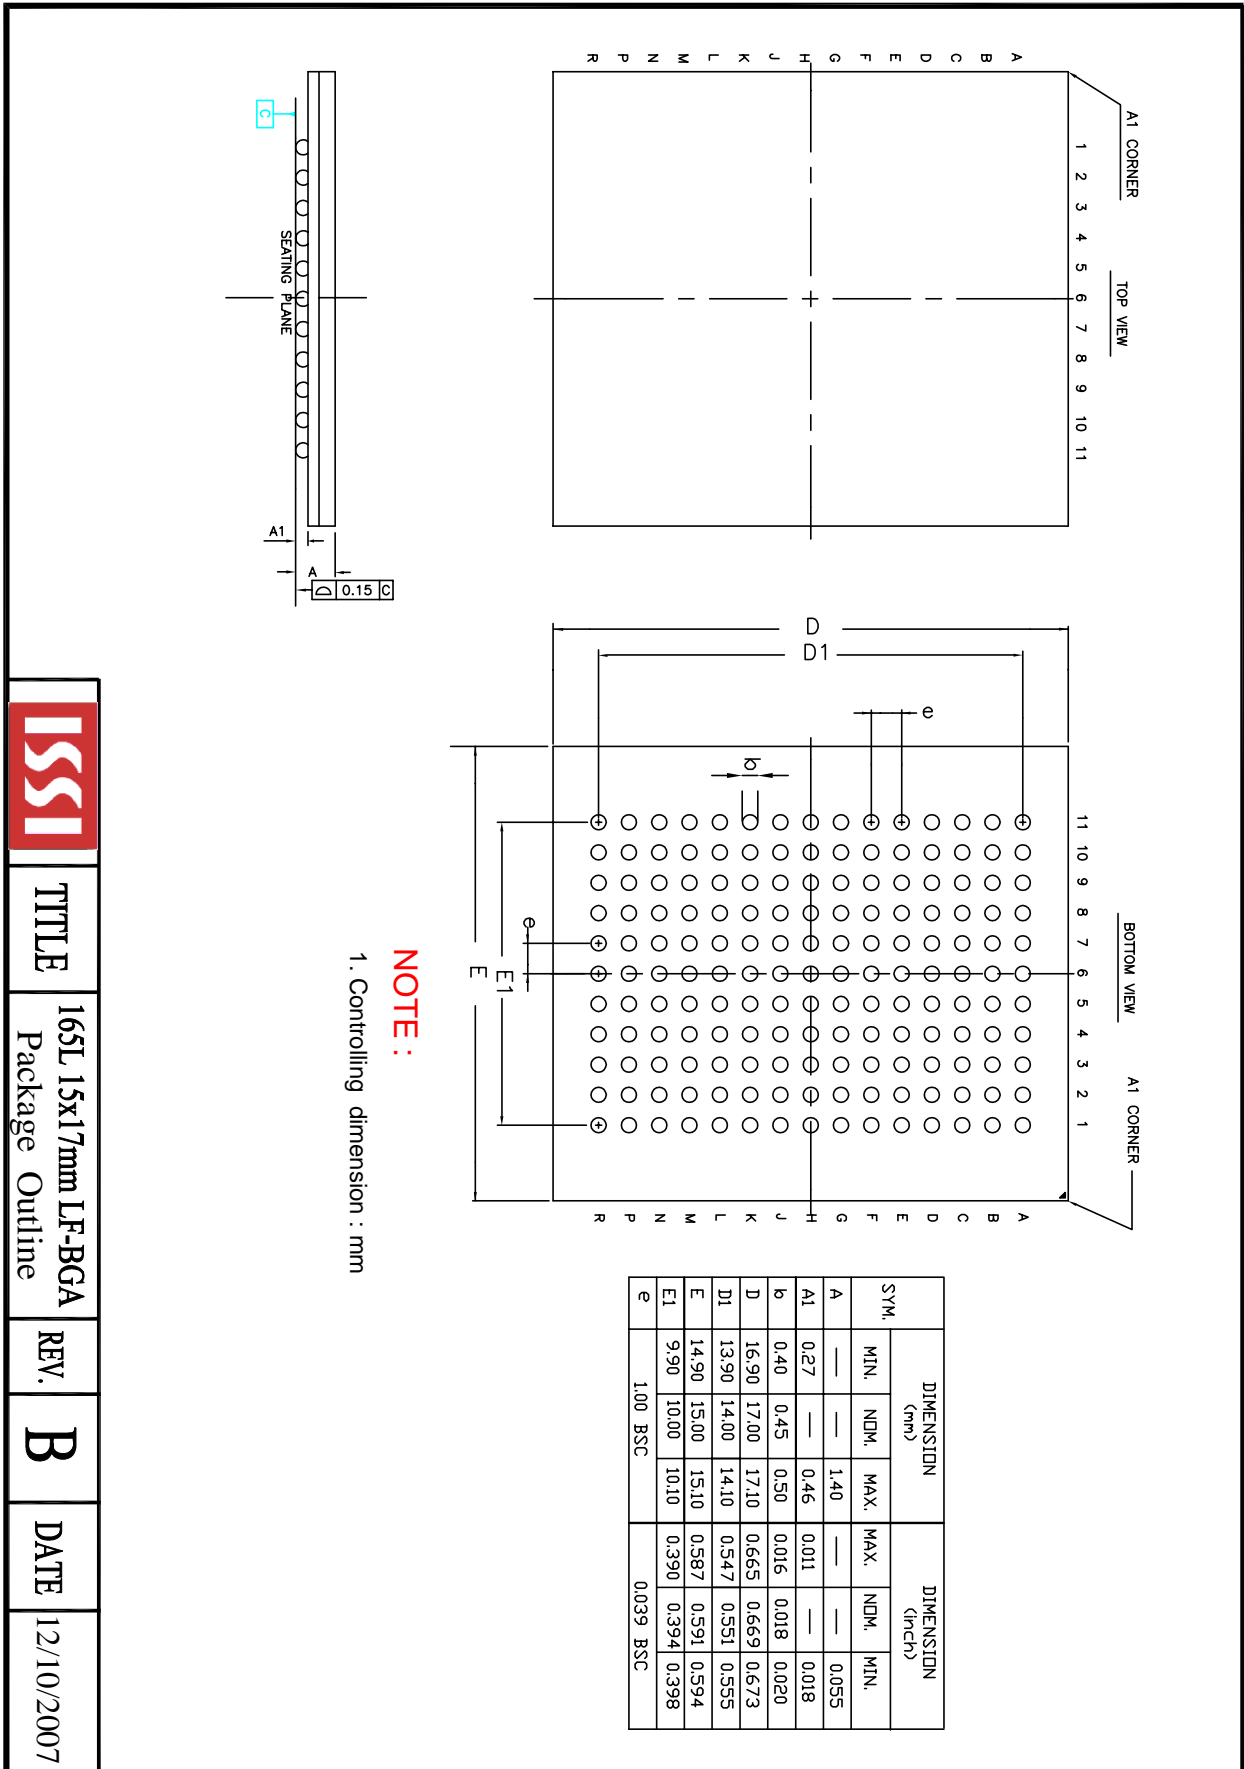 A1 CORNER
TOP VIEW
1 2 3 4 5 6 7 8 9 10 11
A
B
C
D
E
F
G
H
J
K
L
M
N
P
R
C
SEATING PLANE
A1
A
0.15 C
BOTTOM VIEW
A1 CORNER
11 10 9 8 7 6 5 4 3 2 1
A
B
C
D
E
F
G
H
J
K
L
M
N
P
R
D
D1
e
b
e
E1
E
SYM. DIMENSION (mm) DIMENSION (inch)
MIN. NOM. MAX. MAX. NOM. MIN.
A — — 1.40 — — 0.055
A1 0.27 — 0.46 0.011 — 0.018
b 0.40 0.45 0.50 0.016 0.018 0.020
D 16.90 17.00 17.10 0.665 0.669 0.673
D1 13.90 14.00 14.10 0.547 0.551 0.555
E 14.90 15.00 15.10 0.587 0.591 0.594
E1 9.90 10.00 10.10 0.390 0.394 0.398
e 1.00 BSC 0.039 BSC
NOTE :
1. Controlling dimension : mm
ISSI
TITLE
165L 15x17mm LF-BGA
Package Outline
REV.
B
DATE
12/10/2007